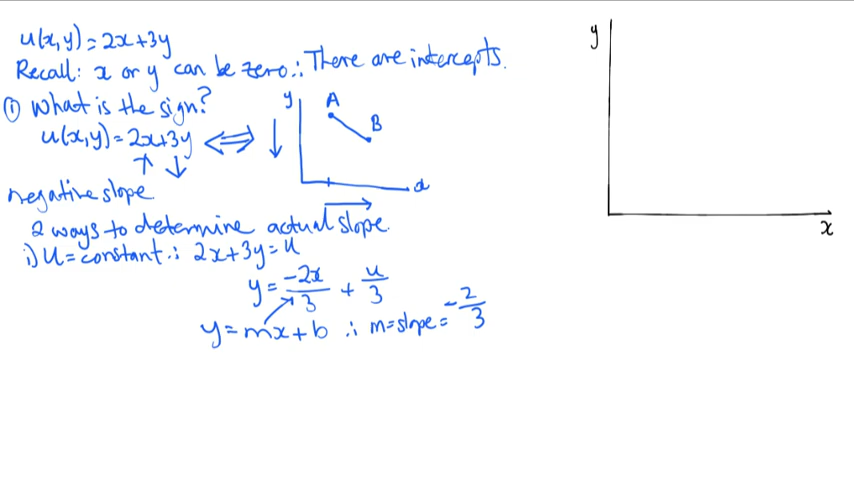 u(x,y)=2x+3y
Recall: x or y can be zero ∴ There are intercepts.
① What is the sign?
u(x,y)=2x+3y ⟺ ↓
↑ ↓
y
A
B
x
negative slope
2 ways to determine actual slope.
i) U=constant ∴ 2x+3y=u
y = -2x/3 + u/3
y=mx+b ∴ m=slope= -2/3
y
x